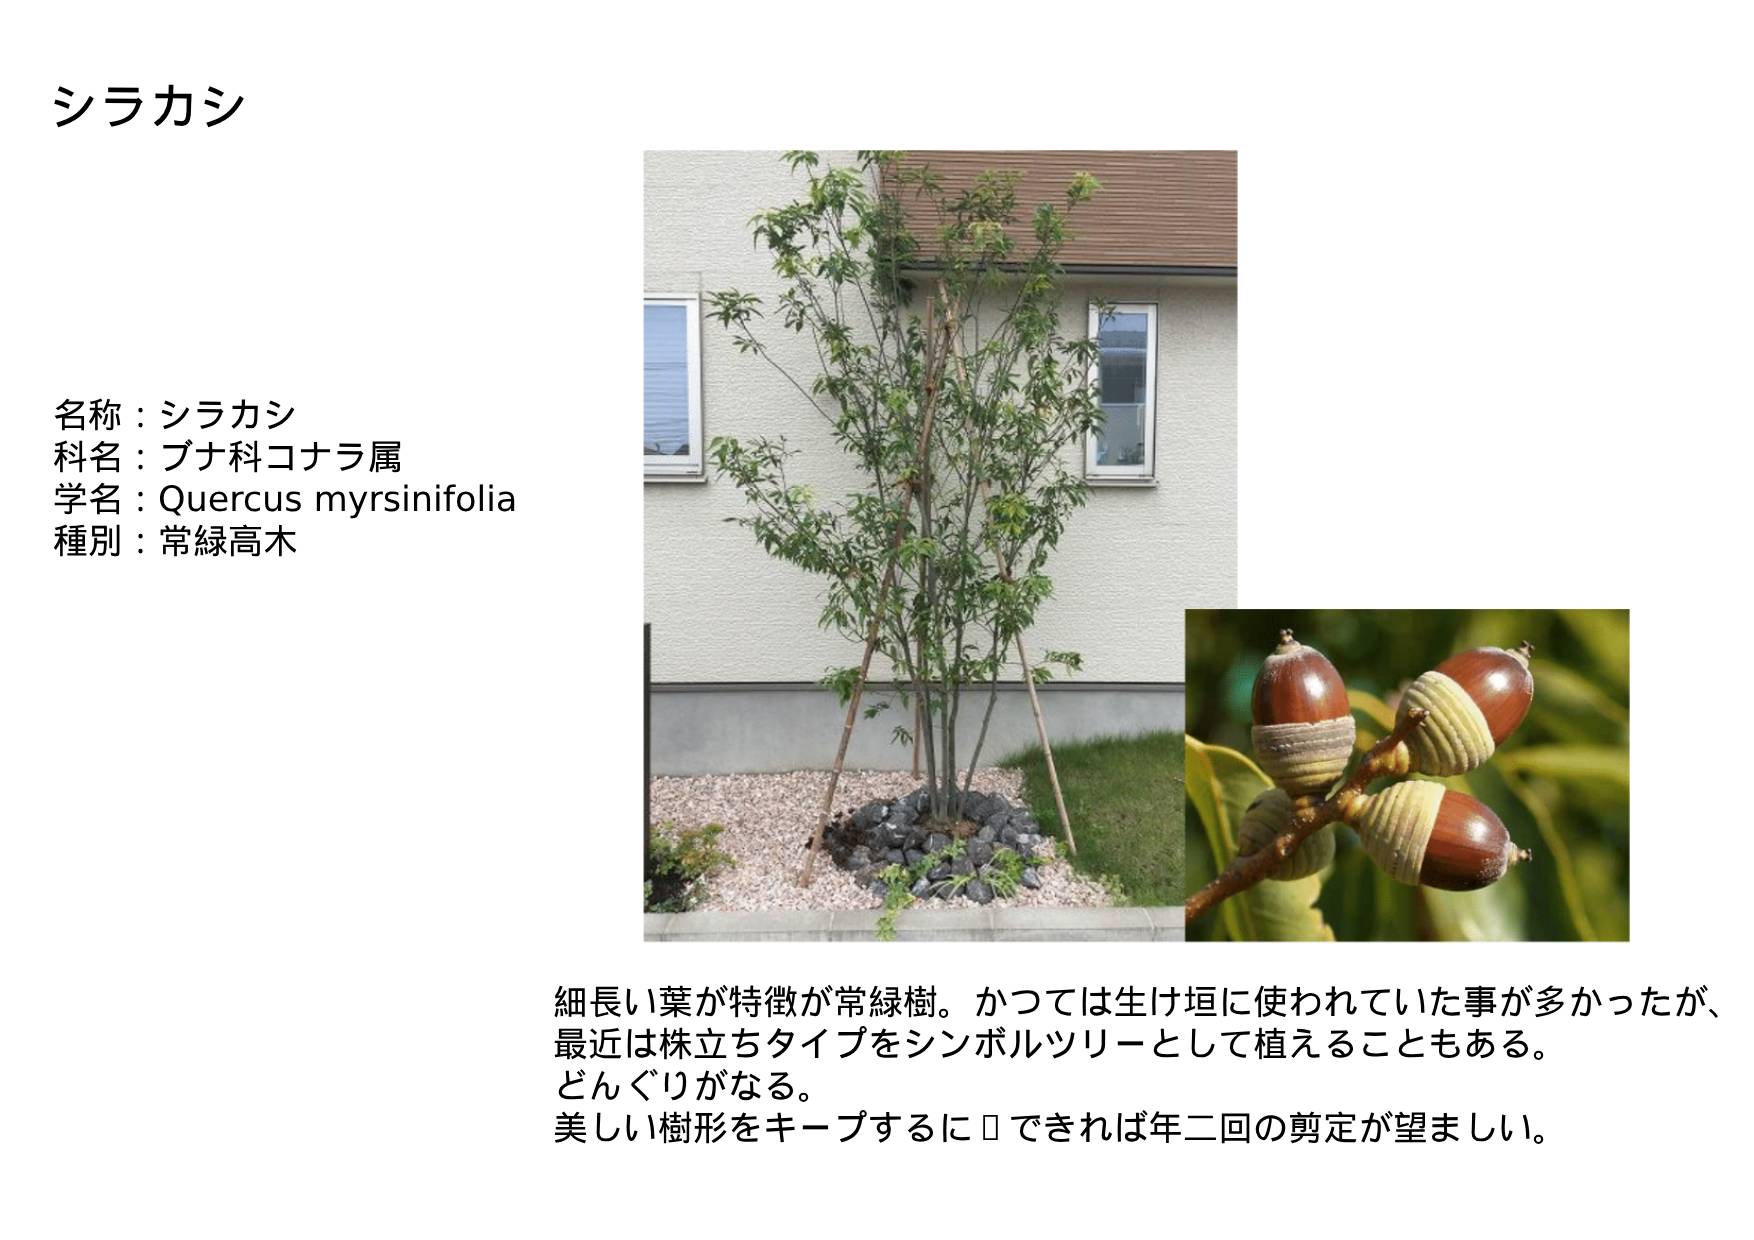 シラカシ
名称：シラカシ
科名：ブナ科コナラ属
学名：Quercus myrsinifolia
種別：常緑高木
細長い葉が特徴が常緑樹。かつては生け垣に使われていた事が多かったが、
最近は株立ちタイプをシンボルツリーとして植えることもある。
どんぐりがなる。
美しい樹形をキープするに できれば年二回の剪定が望ましい。